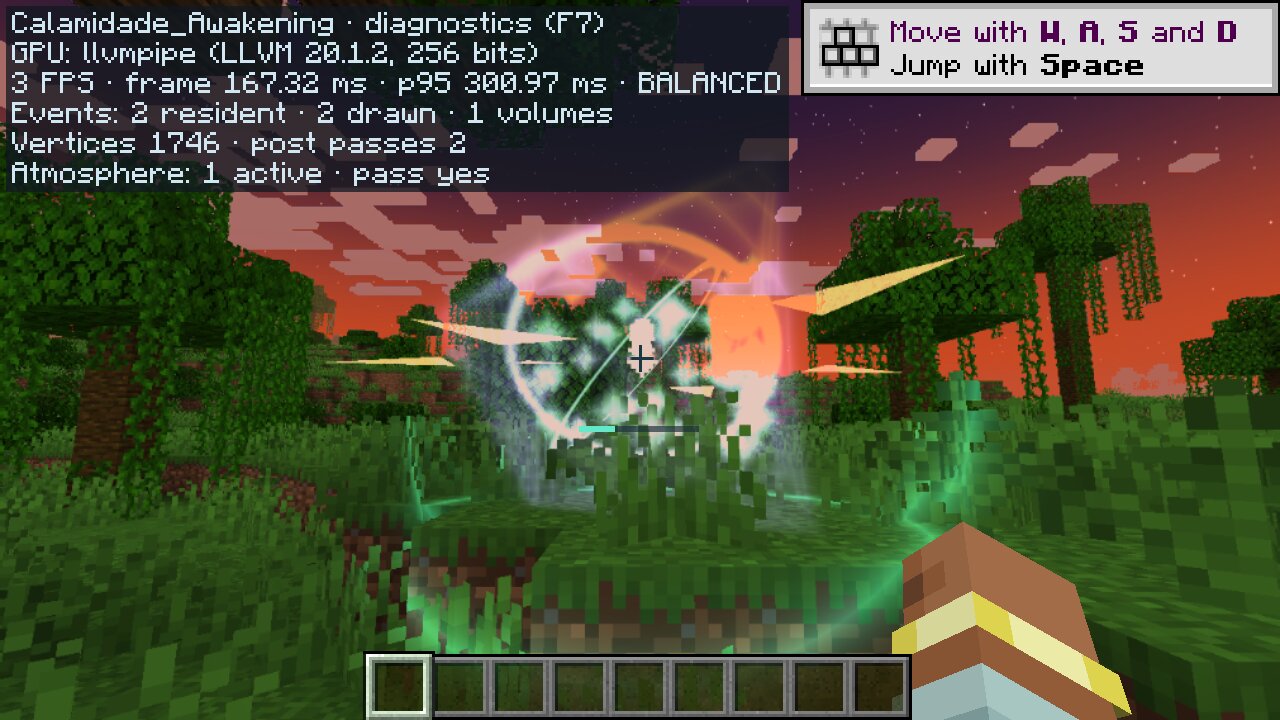 Calamidade_Awakening · diagnostics (F7)
GPU: llvmpipe (LLVM 20.1.2, 256 bits)
3 FPS · frame 167.32 ms · p95 300.97 ms · BALANCED
Events: 2 resident · 2 drawn · 1 volumes
Vertices 1746 · post passes 2
Atmosphere: 1 active · pass yes
Move with W, A, S and D
Jump with Space